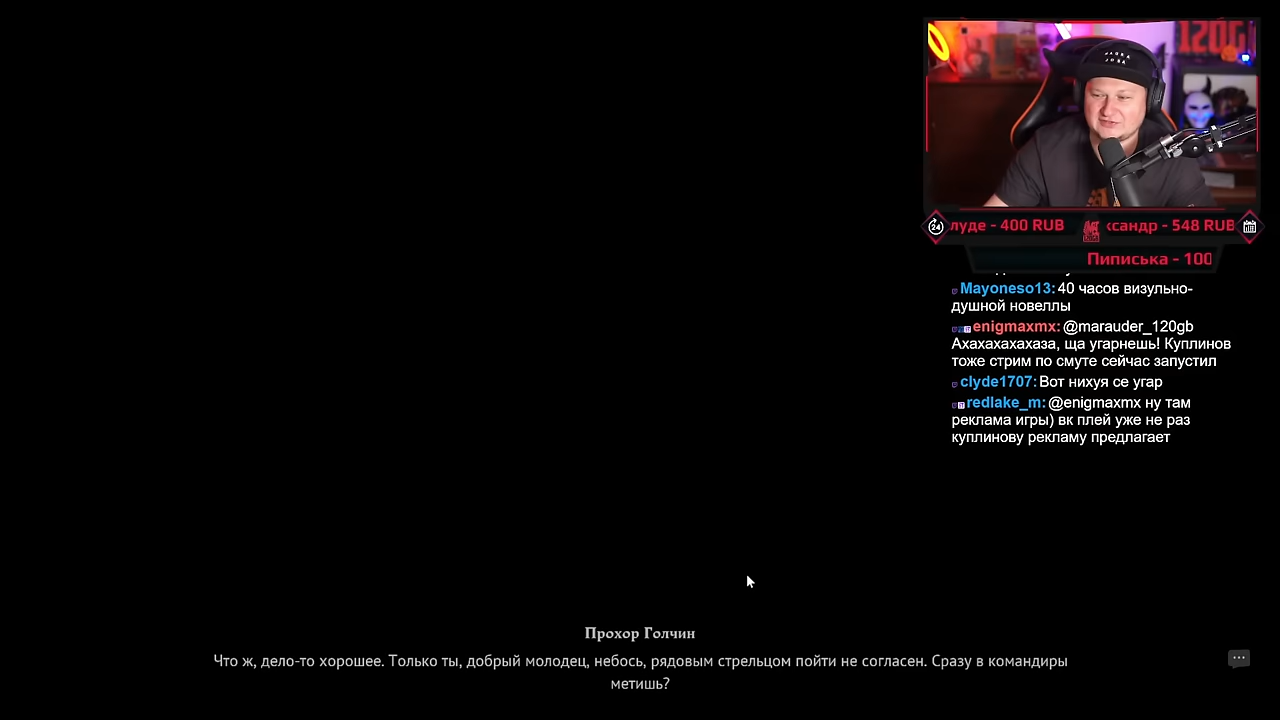 120G
луде - 400 RUB
ксандр - 548 RUB
24
Пиписька - 100
Mayoneso13: 40 часов визульно-
душной новеллы
enigmaxmx: @marauder_120gb
Ахахахахахаза, ща угарнешь! Куплинов
тоже стрим по смуте сейчас запустил
clyde1707: Вот нихуя се угар
redlake_m: @enigmaxmx ну там
реклама игры) вк плей уже не раз
куплинову рекламу предлагает
Прохор Голчин
Что ж, дело-то хорошее. Только ты, добрый молодец, небось, рядовым стрельцом пойти не согласен. Сразу в командиры
метишь?